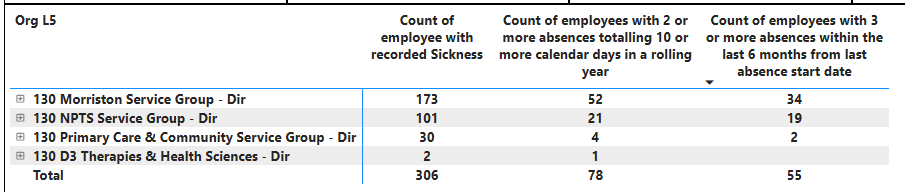 Org L5 Count of Count of employees with 2 or Count of employees with 3
employee with more absences totalling 10 or or more absences within the
recorded Sickness more calendar days in a rolling last 6 months from last
year absence start date
130 Morriston Service Group - Dir 173 52 34
130 NPTS Service Group - Dir 101 21 19
130 Primary Care & Community Service Group - Dir 30 4 2
130 D3 Therapies & Health Sciences - Dir 2 1
Total 306 78 55